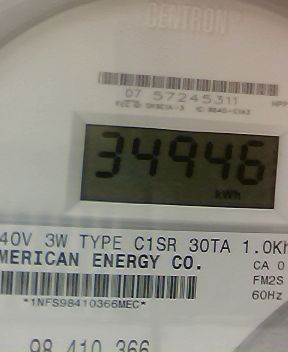 CENTRON
07 57245311
34946
kWh
40V 3W TYPE C1SR 30TA 1.0Kh
MERICAN ENERGY CO.
CA 0
FM2S
60Hz
*1NFS98410366MEC*
98 410 366